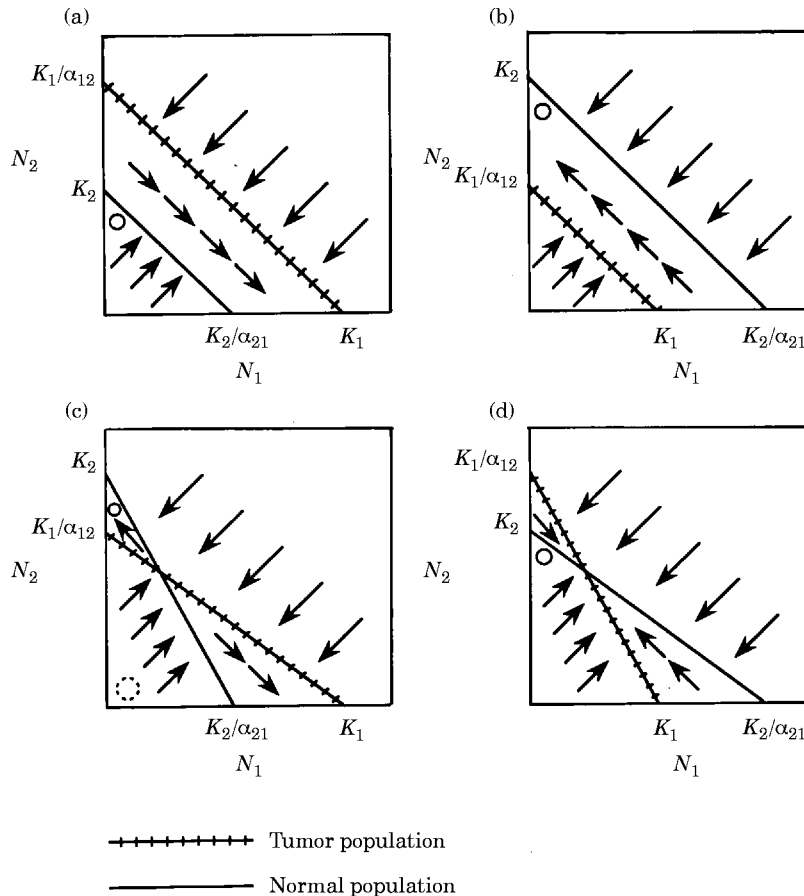 (a)
K₁/α₁₂
N₂
K₂
K₂/α₂₁ K₁
N₁
(b)
K₂
N₂
K₁/α₁₂
K₁ K₂/α₂₁
N₁
(c)
K₂
K₁/α₁₂
N₂
K₂/α₂₁ K₁
N₁
(d)
K₁/α₁₂
K₂
N₂
K₁ K₂/α₂₁
N₁
Tumor population
Normal population